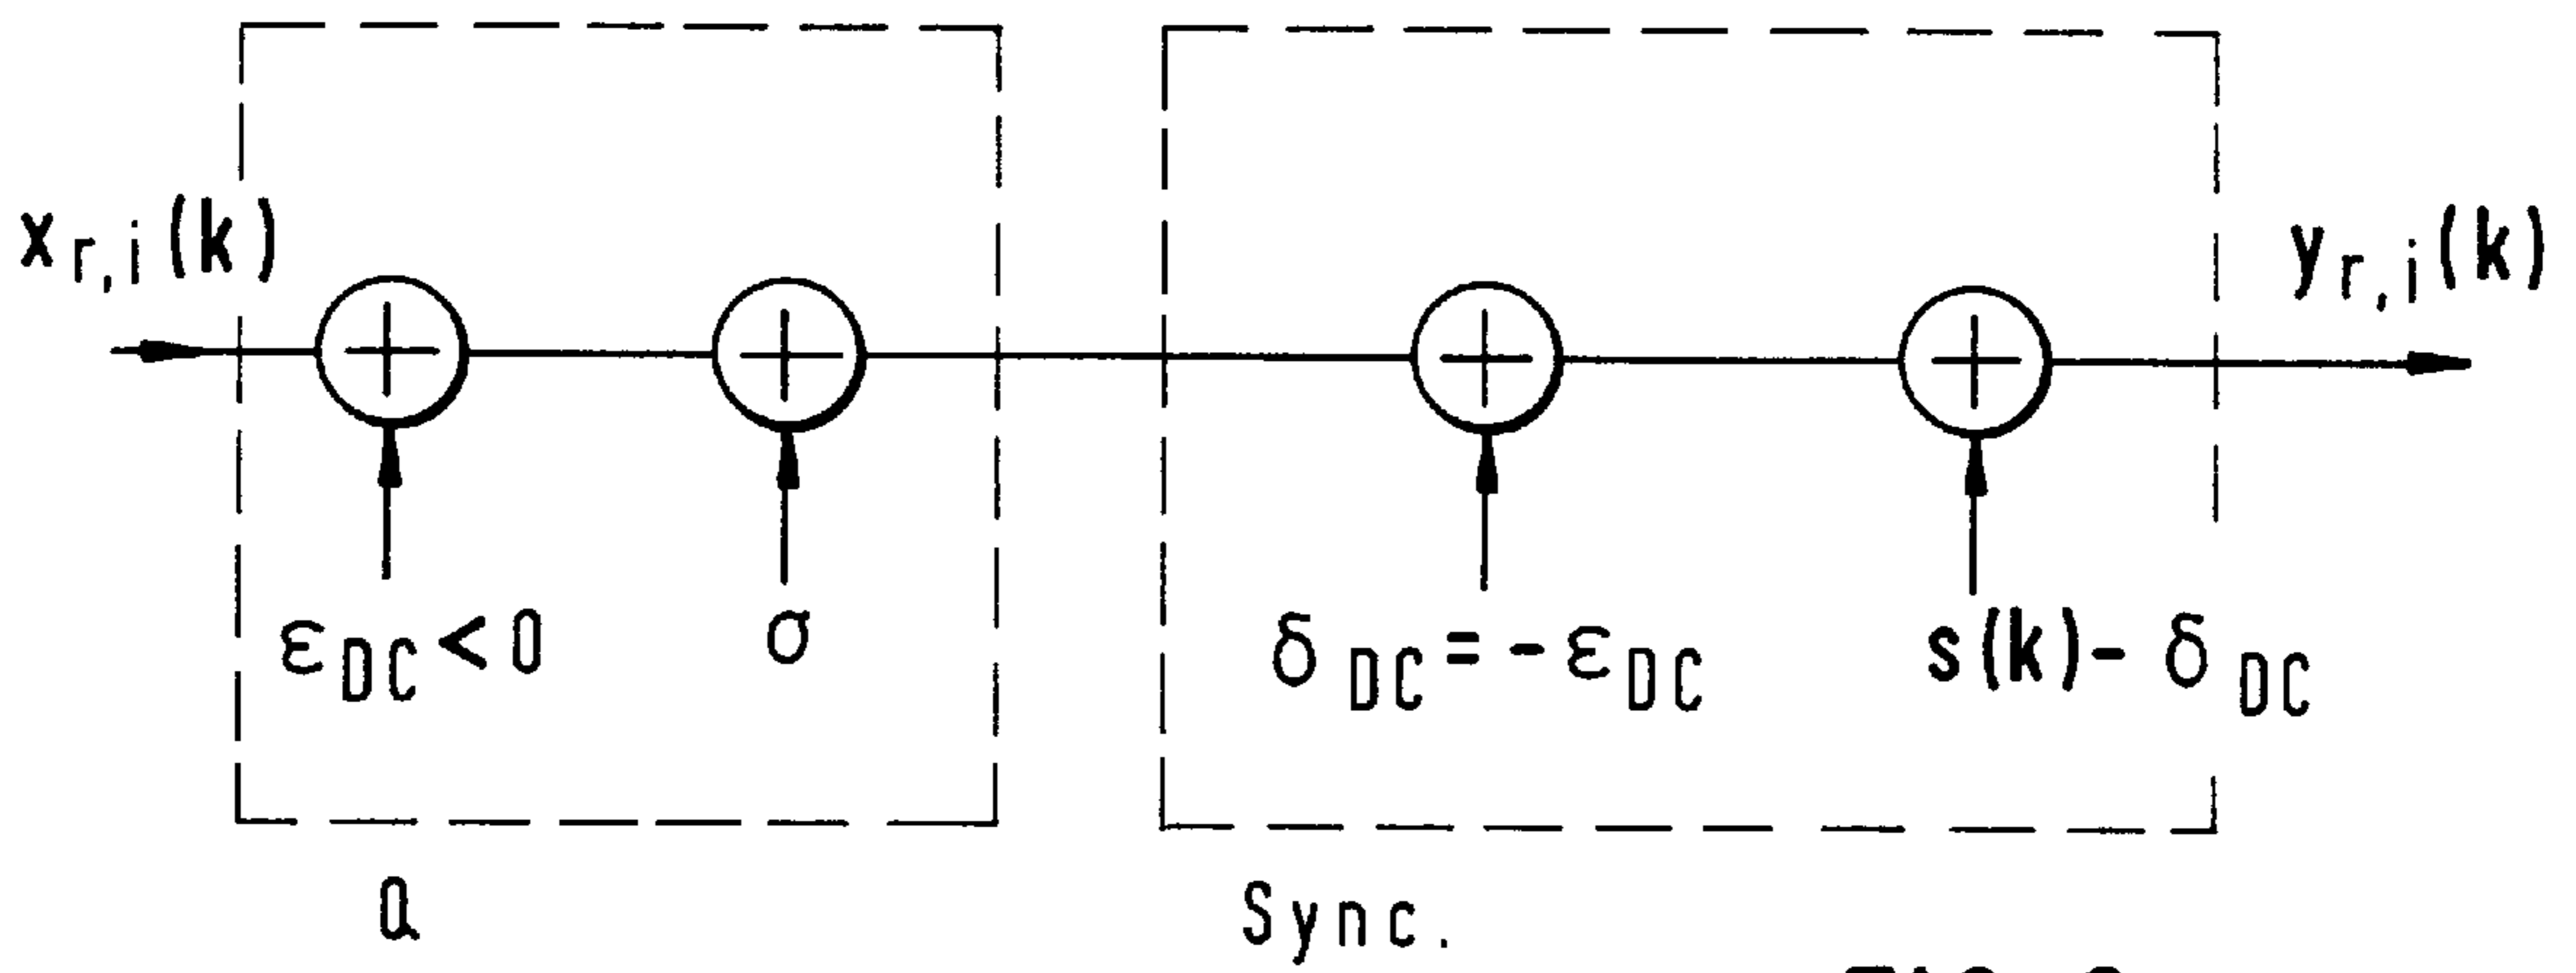 x r,i (k)
y r,i (k)
ε DC < 0
σ
δ DC = - ε DC
s(k) - δ DC
Q
Sync.